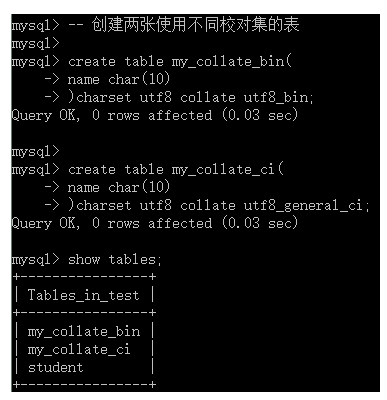 mysql> -- 创建两张使用不同校对集的表
mysql>
mysql> create table my_collate_bin(
    -> name char(10)
    -> )charset utf8 collate utf8_bin;
Query OK, 0 rows affected (0.03 sec)
mysql>
mysql> create table my_collate_ci(
    -> name char(10)
    -> )charset utf8 collate utf8_general_ci;
Query OK, 0 rows affected (0.03 sec)
mysql> show tables;
+----------------+
| Tables_in_test |
+----------------+
| my_collate_bin |
| my_collate_ci  |
| student        |
+----------------+